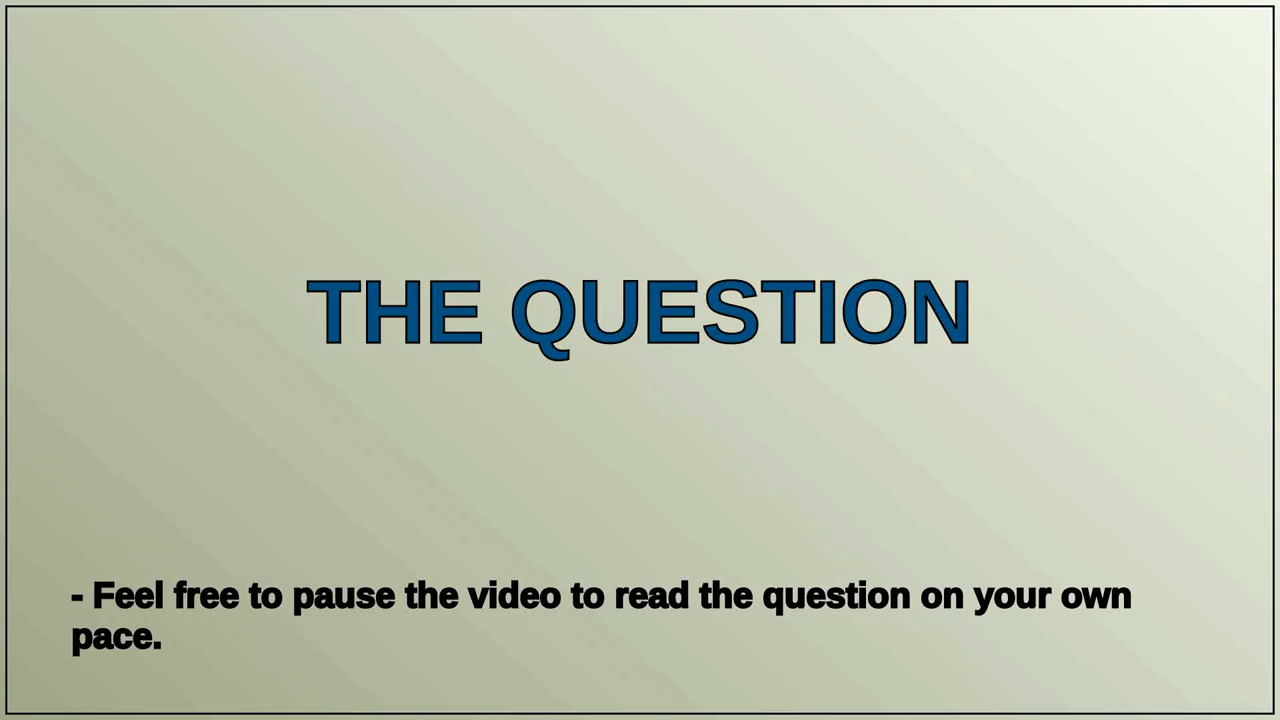 THE QUESTION
- Feel free to pause the video to read the question on your own
pace.